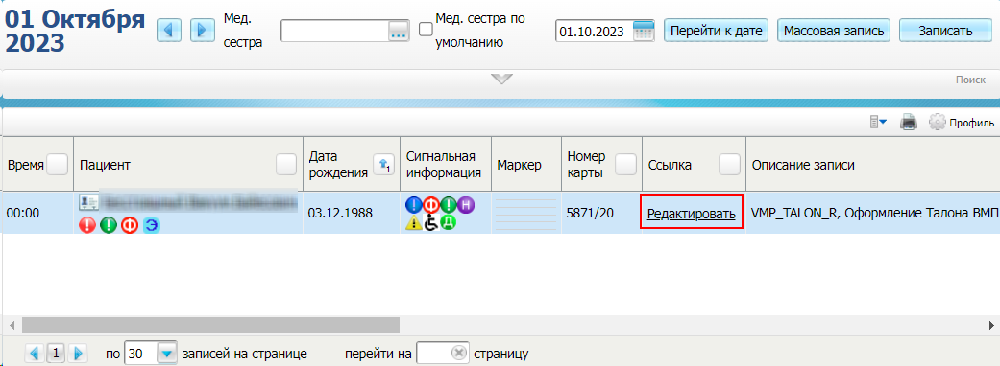 01 Октября
2023
Мед.
сестра
...
Мед. сестра по
умолчанию
01.10.2023
Перейти к дате
Массовая запись
Записать
Поиск
Профиль
Время
Пациент
Дата
рождения
1
Сигнальная
информация
Маркер
Номер
карты
Ссылка
Описание записи
00:00
! ! Ф Э
03.12.1988
! Ф ! Н
! Д
5871/20
Редактировать
VMP_TALON_R, Оформление Талона ВМП
1
по 30 записей на странице
перейти на страницу